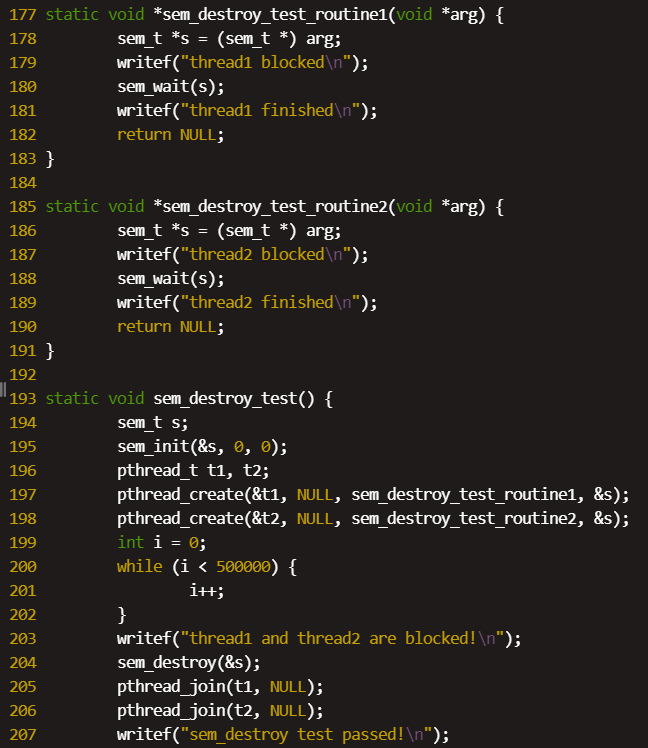 177 static void *sem_destroy_test_routine1(void *arg) {
178         sem_t *s = (sem_t *) arg;
179         writef("thread1 blocked\n");
180         sem_wait(s);
181         writef("thread1 finished\n");
182         return NULL;
183 }
184
185 static void *sem_destroy_test_routine2(void *arg) {
186         sem_t *s = (sem_t *) arg;
187         writef("thread2 blocked\n");
188         sem_wait(s);
189         writef("thread2 finished\n");
190         return NULL;
191 }
192
193 static void sem_destroy_test() {
194         sem_t s;
195         sem_init(&s, 0, 0);
196         pthread_t t1, t2;
197         pthread_create(&t1, NULL, sem_destroy_test_routine1, &s);
198         pthread_create(&t2, NULL, sem_destroy_test_routine2, &s);
199         int i = 0;
200         while (i < 500000) {
201                 i++;
202         }
203         writef("thread1 and thread2 are blocked!\n");
204         sem_destroy(&s);
205         pthread_join(t1, NULL);
206         pthread_join(t2, NULL);
207         writef("sem_destroy test passed!\n");